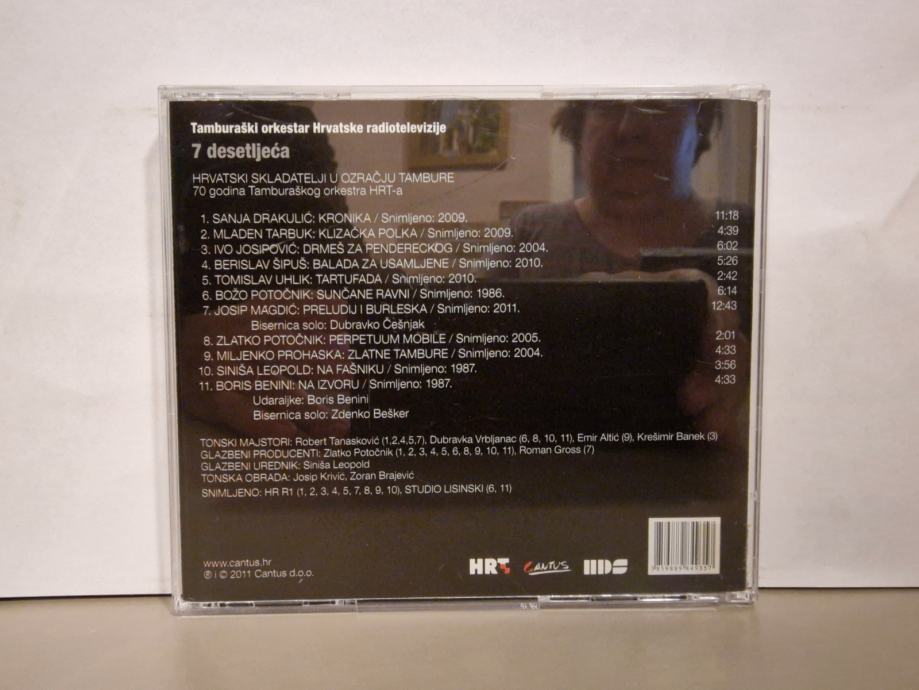 Tamburaški orkestar Hrvatske radiotelevizije
7 desetljeća
HRVATSKI SKLADATELJI U OZRAČJU TAMBURE
70 godina Tamburaškog orkestra HRT-a
1. SANJA DRAKULIĆ: KRONIKA / Snimljeno: 2009. 11:18
2. MLADEN TARBUK: KLIZAČKA POLKA / Snimljeno: 2009. 4:39
3. IVO JOSIPOVIĆ: DRMEŠ ZA PENDERECKOG / Snimljeno: 2004. 6:02
4. BERISLAV ŠIPUŠ: BALADA ZA USAMLJENE / Snimljeno: 2010. 5:26
5. TOMISLAV UHLIK: TARTUFADA / Snimljeno: 2010. 2:42
6. BOŽO POTOČNIK: SUNČANE RAVNI / Snimljeno: 1986. 6:14
7. JOSIP MAGDIĆ: PRELUDIJ I BURLESKA / Snimljeno: 2011. 12:43
Bisernica solo: Dubravko Češnjak
8. ZLATKO POTOČNIK: PERPETUUM MOBILE / Snimljeno: 2005. 2:01
9. MILJENKO PROHASKA: ZLATNE TAMBURE / Snimljeno: 2004. 4:33
10. SINIŠA LEOPOLD: NA FAŠNIKU / Snimljeno: 1987. 3:56
11. BORIS BENINI: NA IZVORU / Snimljeno: 1987. 4:33
Udaraljke: Boris Benini
Bisernica solo: Zdenko Bešker
TONSKI MAJSTORI: Robert Tanasković (1,2,4,5,7), Dubravka Vrbljanac (6, 8, 10, 11), Emir Altić (9), Krešimir Banek (3)
GLAZBENI PRODUCENTI: Zlatko Potočnik (1, 2, 3, 4, 5, 6, 8, 9, 10, 11), Roman Gross (7)
GLAZBENI UREDNIK: Siniša Leopold
TONSKA OBRADA: Josip Krivić, Zoran Brajević
SNIMLJENO: HR R1 (1, 2, 3, 4, 5, 7, 8, 9, 10), STUDIO LISINSKI (6, 11)
www.cantus.hr
℗ i © 2011 Cantus d.o.o.
HRT CANTUS HDS